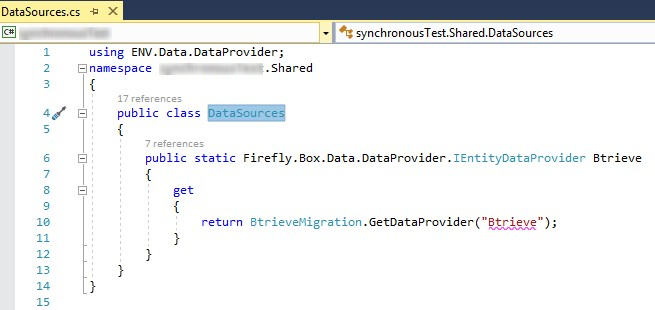 DataSources.cs
C#
synchronousTest.Shared.DataSources
1 using ENV.Data.DataProvider;
2 namespace .Shared
3 {
17 references
4 public class DataSources
5 {
7 references
6 public static Firefly.Box.Data.DataProvider.IEntityDataProvider Btrieve
7 {
8 get
9 {
10 return BtrieveMigration.GetDataProvider("Btrieve");
11 }
12 }
13 }
14 }
15